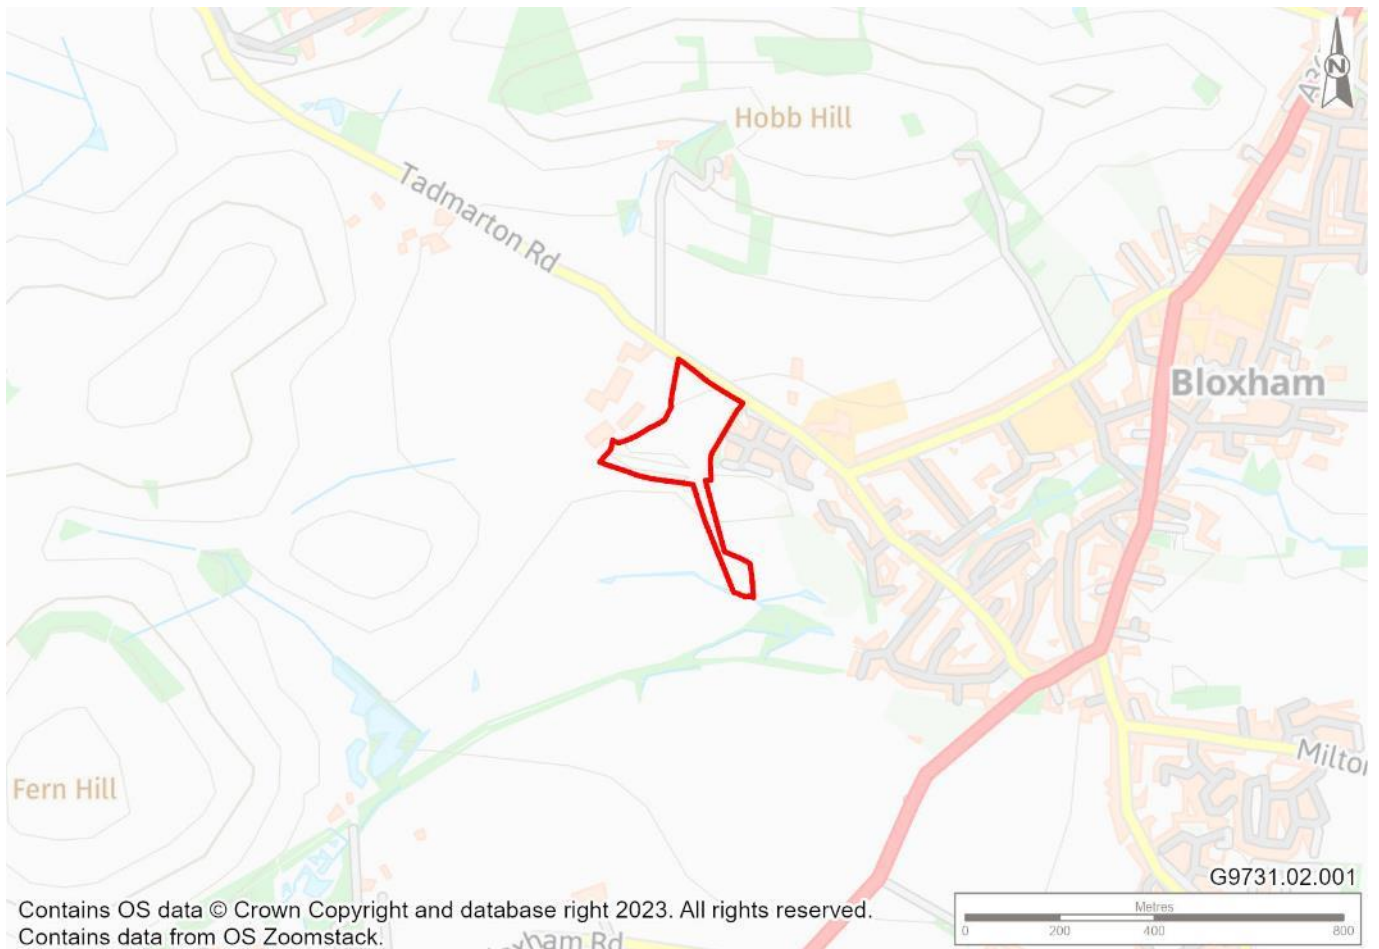 N
Hobb Hill
Tadmarton Rd
Bloxham
Fern Hill
G9731.02.001
Contains OS data © Crown Copyright and database right 2023. All rights reserved.
Contains data from OS Zoomstack.
Metres
0 200 400 800